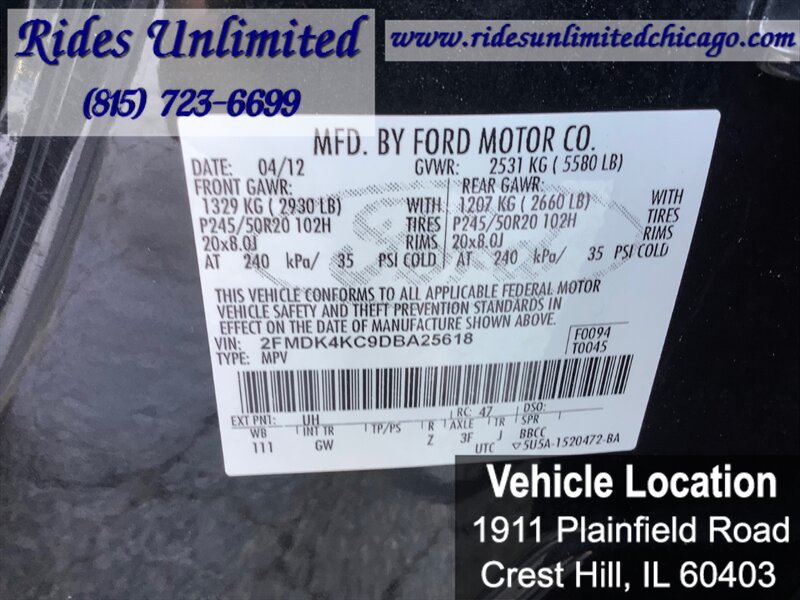 Rides Unlimited
(815) 723-6699
www.ridesunlimitedchicago.com
MFD. BY FORD MOTOR CO.
DATE: 04/12 GVWR: 2531 KG ( 5580 LB)
FRONT GAWR: REAR GAWR:
1329 KG ( 2930 LB) 1207 KG ( 2660 LB) WITH
P245/50R20 102H TIRES P245/50R20 102H TIRES
20x8.0J RIMS 20x8.0J RIMS
AT 240 kPa/ 35 PSI COLD AT 240 kPa/ 35 PSI COLD
THIS VEHICLE CONFORMS TO ALL APPLICABLE FEDERAL MOTOR
VEHICLE SAFETY AND THEFT PREVENTION STANDARDS IN
EFFECT ON THE DATE OF MANUFACTURE SHOWN ABOVE.
VIN: 2FMDK4KC9DBA25618 F0094
TYPE: MPV T0045
EXT PNT: UH RC: 47 DSO:
WB INT TR TP/PS R AXLE TR SPR
111 GW Z 3F J BBCC
UTC ▽5U5A-1520472-BA
Vehicle Location
1911 Plainfield Road
Crest Hill, IL 60403